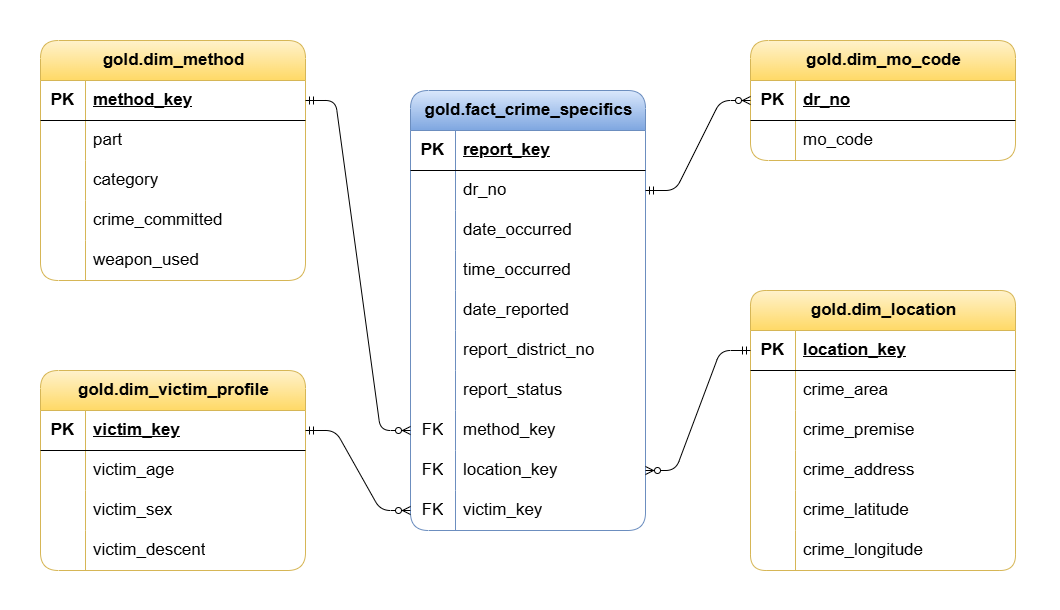 gold.dim_method
PK method_key
part
category
crime_committed
weapon_used
gold.dim_victim_profile
PK victim_key
victim_age
victim_sex
victim_descent
gold.fact_crime_specifics
PK report_key
dr_no
date_occurred
time_occurred
date_reported
report_district_no
report_status
FK method_key
FK location_key
FK victim_key
gold.dim_mo_code
PK dr_no
mo_code
gold.dim_location
PK location_key
crime_area
crime_premise
crime_address
crime_latitude
crime_longitude